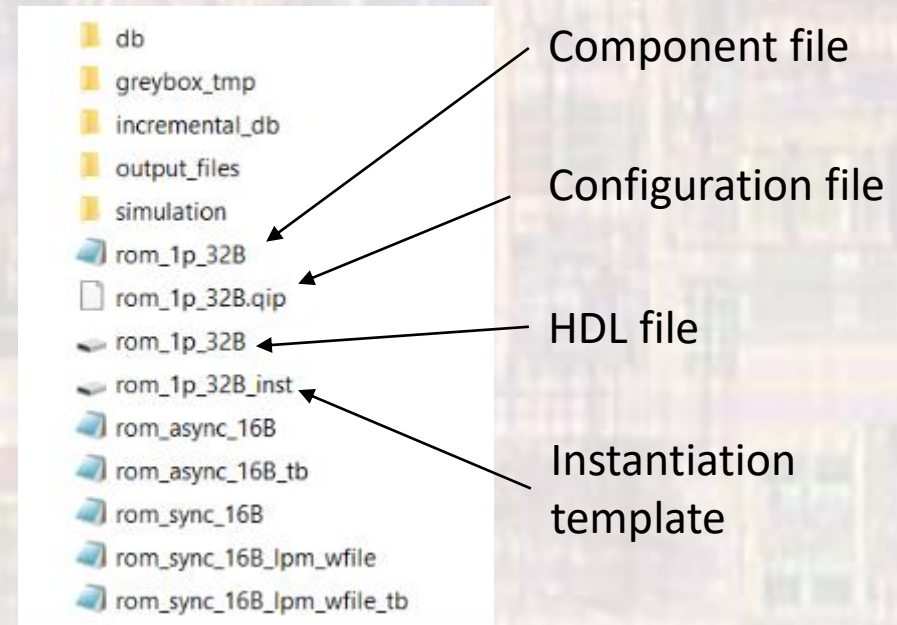 db
greybox_tmp
incremental_db
output_files
simulation
rom_1p_32B
rom_1p_32B.qip
rom_1p_32B
rom_1p_32B_inst
rom_async_16B
rom_async_16B_tb
rom_sync_16B
rom_sync_16B_lpm_wfile
rom_sync_16B_lpm_wfile_tb
Component file
Configuration file
HDL file
Instantiation
template